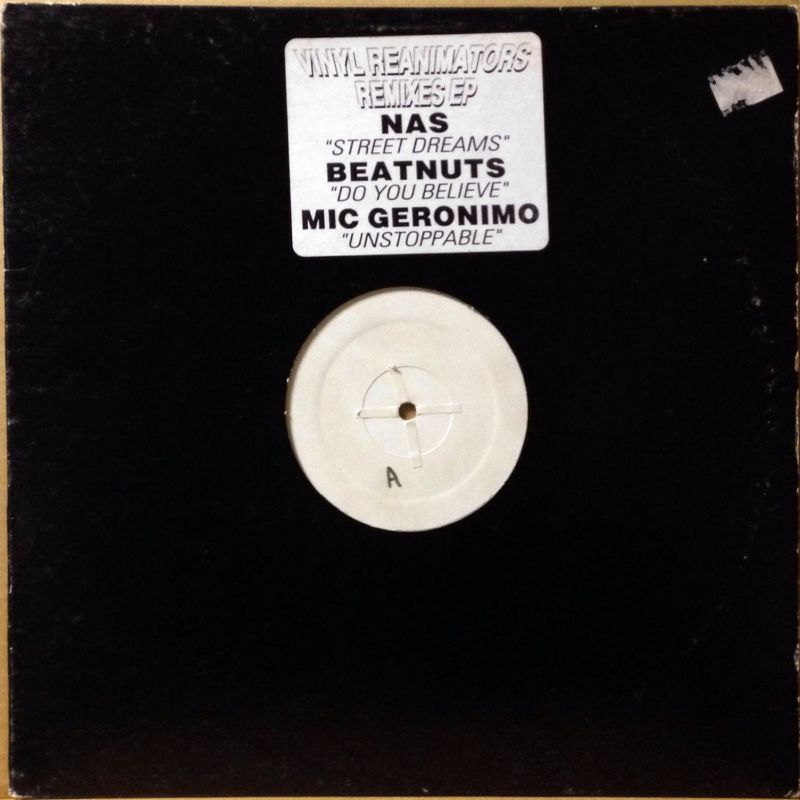 VINYL REANIMATORS
REMIXES EP
NAS
"STREET DREAMS"
BEATNUTS
"DO YOU BELIEVE"
MIC GERONIMO
"UNSTOPPABLE"
A